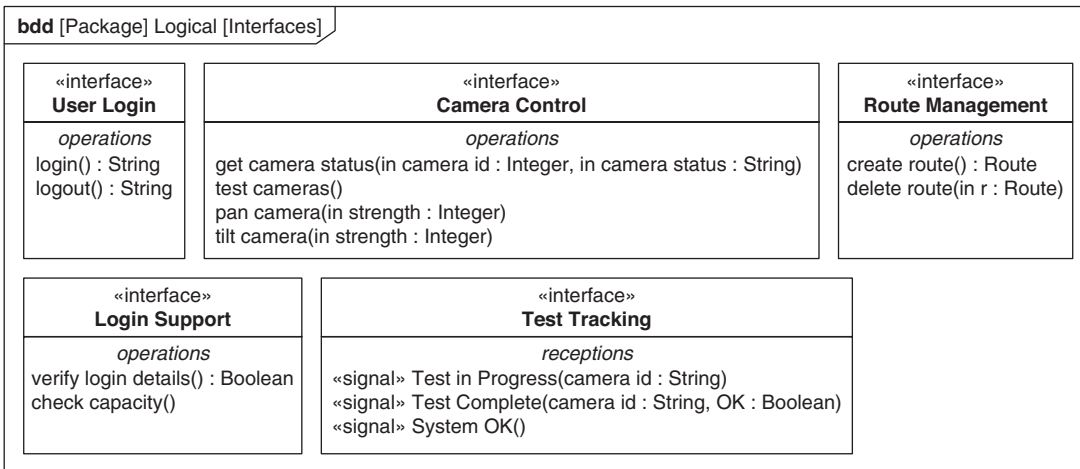 bdd [Package] Logical [Interfaces]
«interface»
User Login
operations
login() : String
logout() : String
«interface»
Camera Control
operations
get camera status(in camera id : Integer, in camera status : String)
test cameras()
pan camera(in strength : Integer)
tilt camera(in strength : Integer)
«interface»
Route Management
operations
create route() : Route
delete route(in r : Route)
«interface»
Login Support
operations
verify login details() : Boolean
check capacity()
«interface»
Test Tracking
receptions
«signal» Test in Progress(camera id : String)
«signal» Test Complete(camera id : String, OK : Boolean)
«signal» System OK()